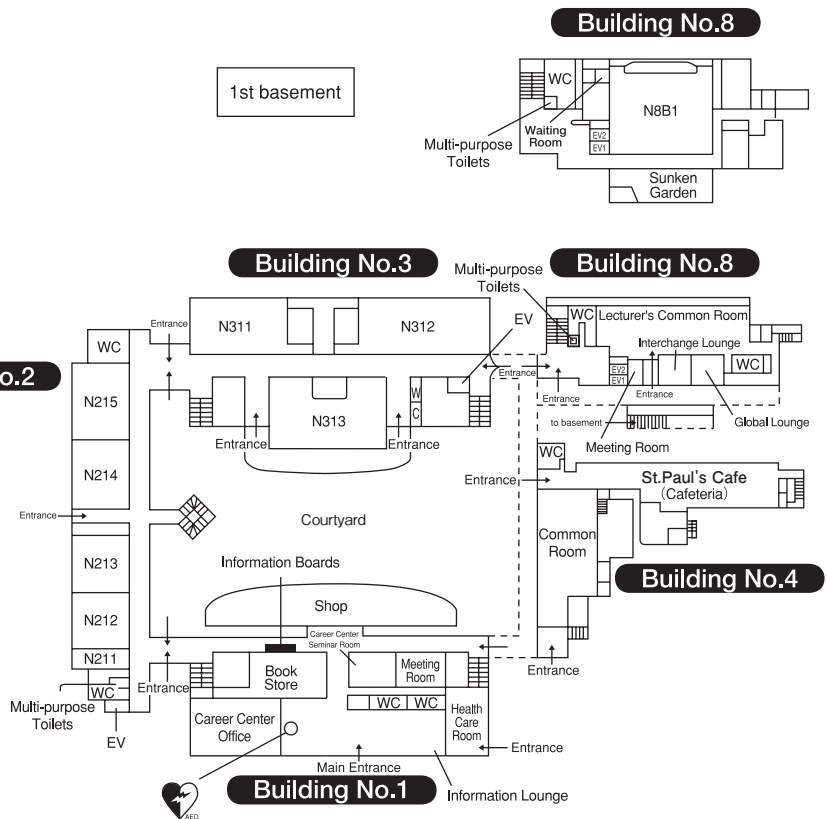 Building No.8
1st basement
WC
N8B1
Multi-purpose
Toilets
Waiting
Room
EV2
EV1
Sunken
Garden
Building No.3
Multi-purpose
Toilets
Building No.8
Entrance
N311
N312
EV
WC
Lecturer's Common Room
Interchange Lounge
WC
o.2
WC
N215
Entrance
EV2
EV1
WC
Entrance
Entrance
W
C
N313
Entrance
Entrance
to basement
Global Lounge
Meeting Room
N214
WC
Entrance
St.Paul's Cafe
(Cafeteria)
Entrance
Courtyard
Common
Room
N213
Information Boards
Building No.4
Shop
N212
Career Center
Seminar Room
N211
Book
Store
Meeting
Room
Entrance
WC
Entrance
Multi-purpose
Toilets
WC
WC
Health
Care
Room
Career Center
Office
EV
Entrance
Main Entrance
Building No.1
Information Lounge
AED